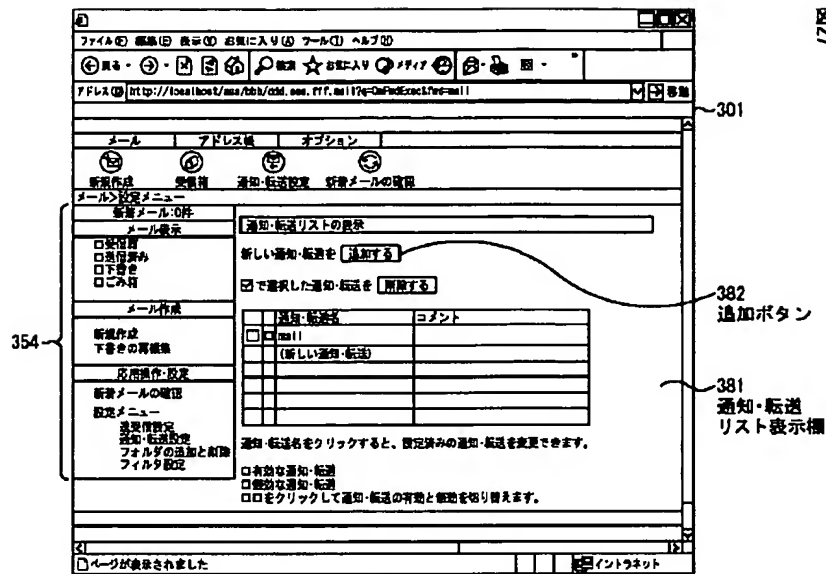 ファイル(F) 編集(E) 表示(V) お気に入り(A) ツール(T) ヘルプ(H)
戻る 検索 お気に入り メディア
アドレス(D) 移動
301
メール アドレス帳 オプション
新規作成 受信箱 通知・転送設定 新着メールの確認
メール>設定メニュー
新着メール:0件
メール表示
□受信箱
□送信済み
□下書き
□ごみ箱
メール作成
新規作成
下書きの再編集
応用操作・設定
新着メールの確認
設定メニュー
送受信設定
通知・転送設定
フォルダの追加と削除
フィルタ設定
354
通知・転送リストの表示
新しい通知・転送を 追加する
☑で選択した通知・転送を 削除する
通知・転送名 コメント
mail
(新しい通知・転送)
通知・転送名をクリックすると、設定済みの通知・転送を変更できます。
□有効な通知・転送
□無効な通知・転送
□□をクリックして通知・転送の有効と無効を切り替えます。
382
追加ボタン
381
通知・転送
リスト表示欄
ページが表示されました
イントラネット